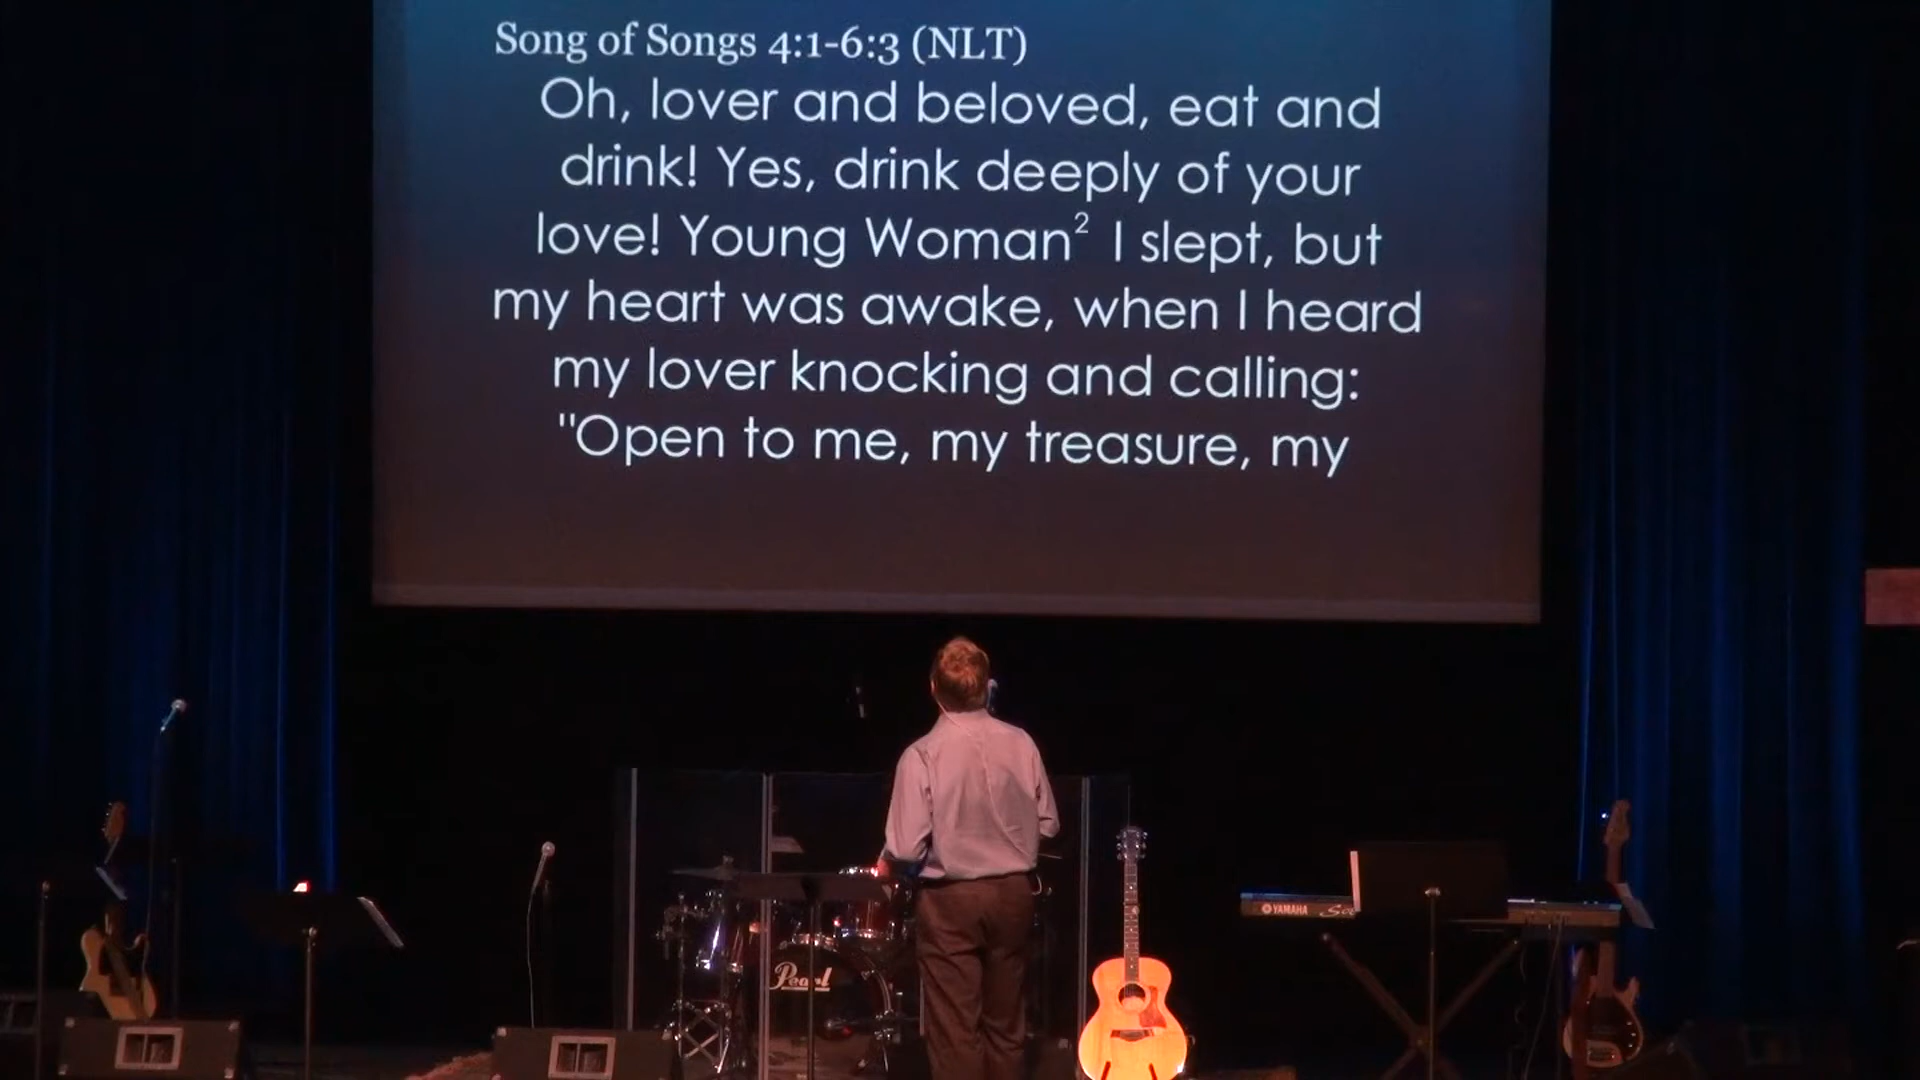 Song of Songs 4:1-6:3 (NLT)
Oh, lover and beloved, eat and
drink! Yes, drink deeply of your
love! Young Woman² I slept, but
my heart was awake, when I heard
my lover knocking and calling:
"Open to me, my treasure, my
Pearl
YAMAHA